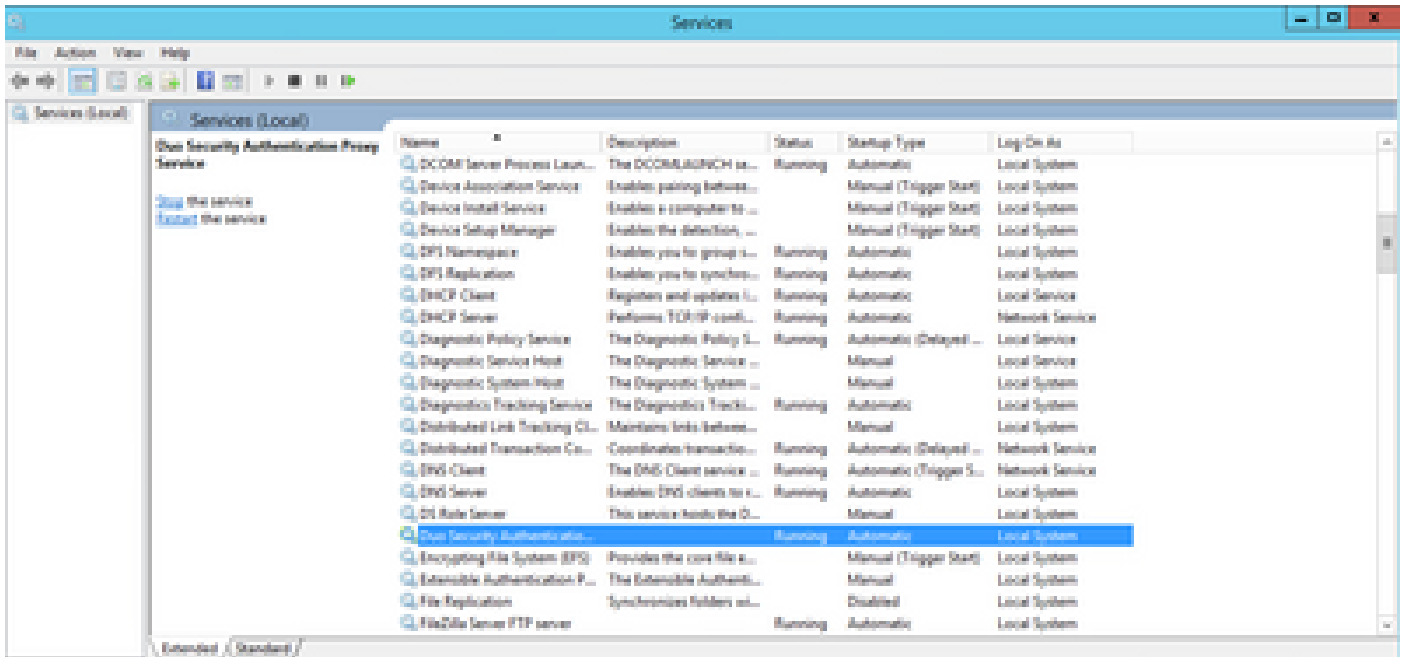 Services
File Action View Help
Services (Local)
Services (Local)
Duo Security Authentication Proxy Service
Stop the service
Restart the service
Name Description Status Startup Type Log On As
DCOM Server Process Laun... The DCOMLAUNCH se... Running Automatic Local System
Device Association Service Enables pairing betwee... Manual (Trigger Start) Local System
Device Install Service Enables a computer to ... Manual (Trigger Start) Local System
Device Setup Manager Enables the detection, ... Manual (Trigger Start) Local System
DFS Namespace Enables you to group s... Running Automatic Local System
DFS Replication Enables you to synchro... Running Automatic Local System
DHCP Client Registers and updates I... Running Automatic Local Service
DHCP Server Performs TCP/IP confi... Running Automatic Network Service
Diagnostic Policy Service The Diagnostic Policy S... Running Automatic (Delayed ... Local Service
Diagnostic Service Host The Diagnostic Service ... Manual Local Service
Diagnostic System Host The Diagnostic System ... Manual Local System
Diagnostics Tracking Service The Diagnostics Tracki... Running Automatic Local System
Distributed Link Tracking Cl... Maintains links betwee... Manual Local System
Distributed Transaction Co... Coordinates transactio... Running Automatic (Delayed ... Network Service
DNS Client The DNS Client service ... Running Automatic (Trigger S... Network Service
DNS Server Enables DNS clients to r... Running Automatic Local System
DS Role Server This service hosts the D... Manual Local System
Duo Security Authenticatio... Running Automatic Local System
Encrypting File System (EFS) Provides the core file e... Manual (Trigger Start) Local System
Extensible Authentication P... The Extensible Authenti... Manual Local System
File Replication Synchronizes folders wi... Disabled Local System
FileZilla Server FTP server Running Automatic Local System
Extended Standard